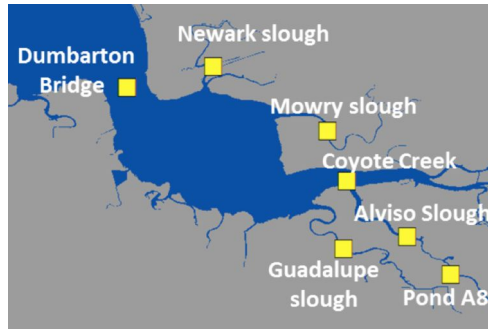 Newark slough
Dumbarton
Bridge
Mowry slough
Coyote Creek
Alviso Slough
Guadalupe
slough
Pond A8